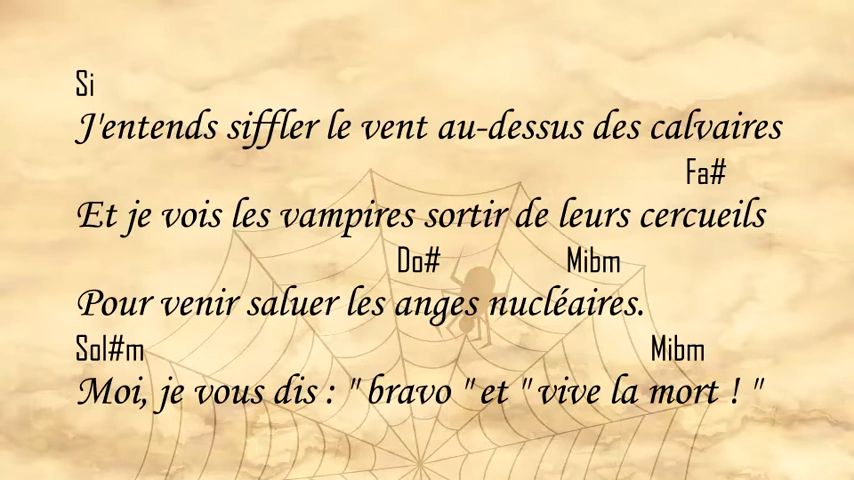 Si
J'entends siffler le vent au-dessus des calvaires
Fa#
Et je vois les vampires sortir de leurs cercueils
Do# Mibm
Pour venir saluer les anges nucléaires.
Sol#m Mibm
Moi, je vous dis : " bravo " et " vive la mort ! "